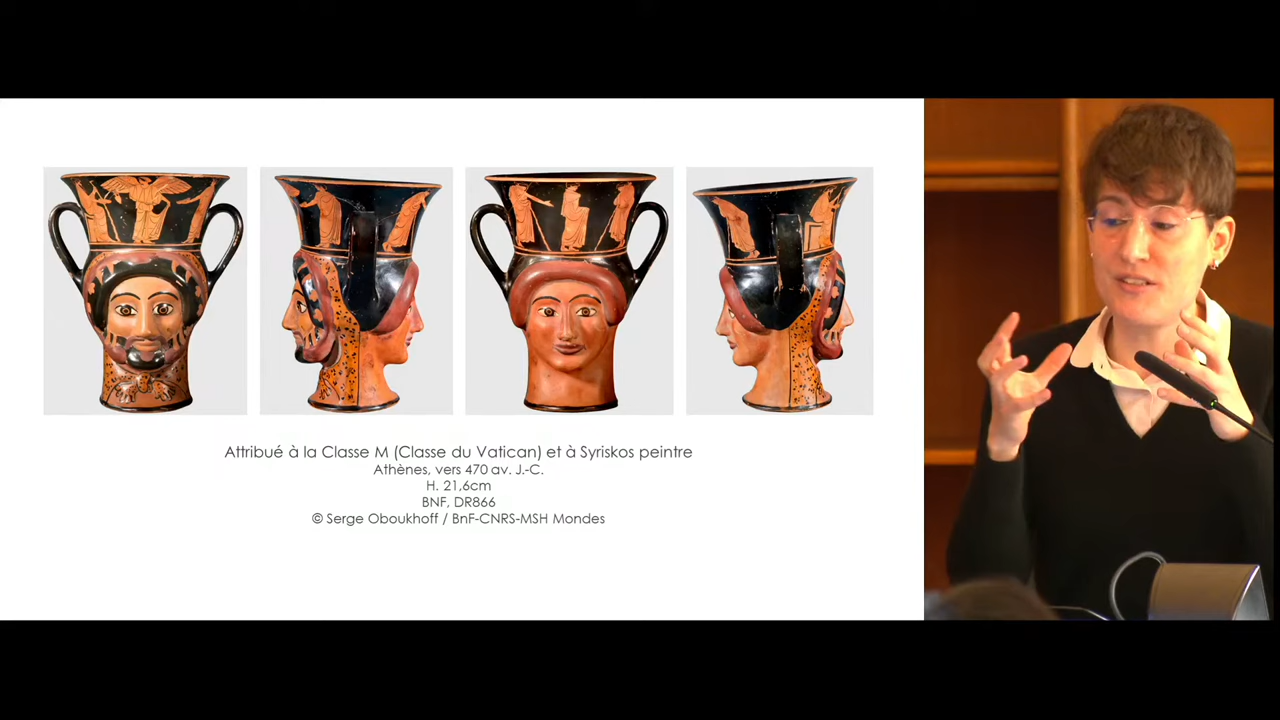 Attribué à la Classe M (Classe du Vatican) et à Syriskos peintre
Athènes, vers 470 av. J.-C.
H. 21,6cm
BNF, DR866
© Serge Oboukhoff / BnF-CNRS-MSH Mondes